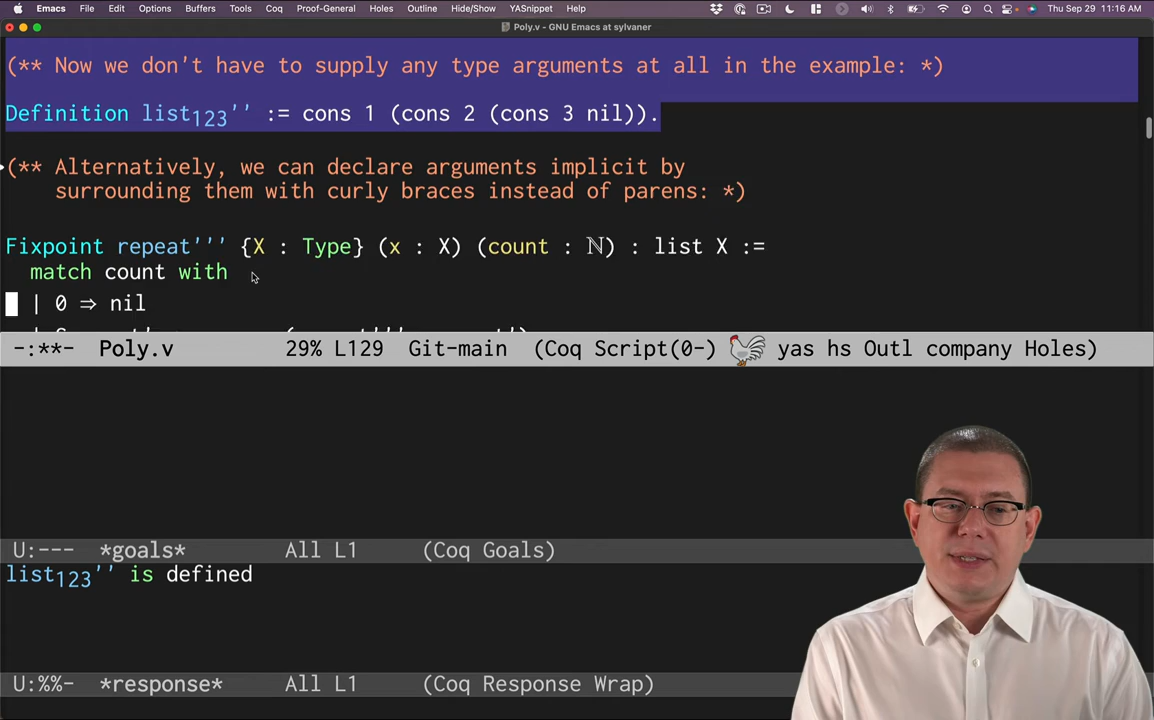 Emacs File Edit Options Buffers Tools Coq Proof-General Holes Outline Hide/Show YASnippet Help Thu Sep 29 11:16 AM
Poly.v - GNU Emacs at sylvaner
(** Now we don't have to supply any type arguments at all in the example: *)
Definition list₁₂₃'' := cons 1 (cons 2 (cons 3 nil)).
(** Alternatively, we can declare arguments implicit by
surrounding them with curly braces instead of parens: *)
Fixpoint repeat''' {X : Type} (x : X) (count : ℕ) : list X :=
match count with
| 0 ⇒ nil
-:**- Poly.v 29% L129 Git-main (Coq Script(0-) yas hs Outl company Holes)
U:--- *goals* All L1 (Coq Goals)
list₁₂₃'' is defined
U:%%- *response* All L1 (Coq Response Wrap)